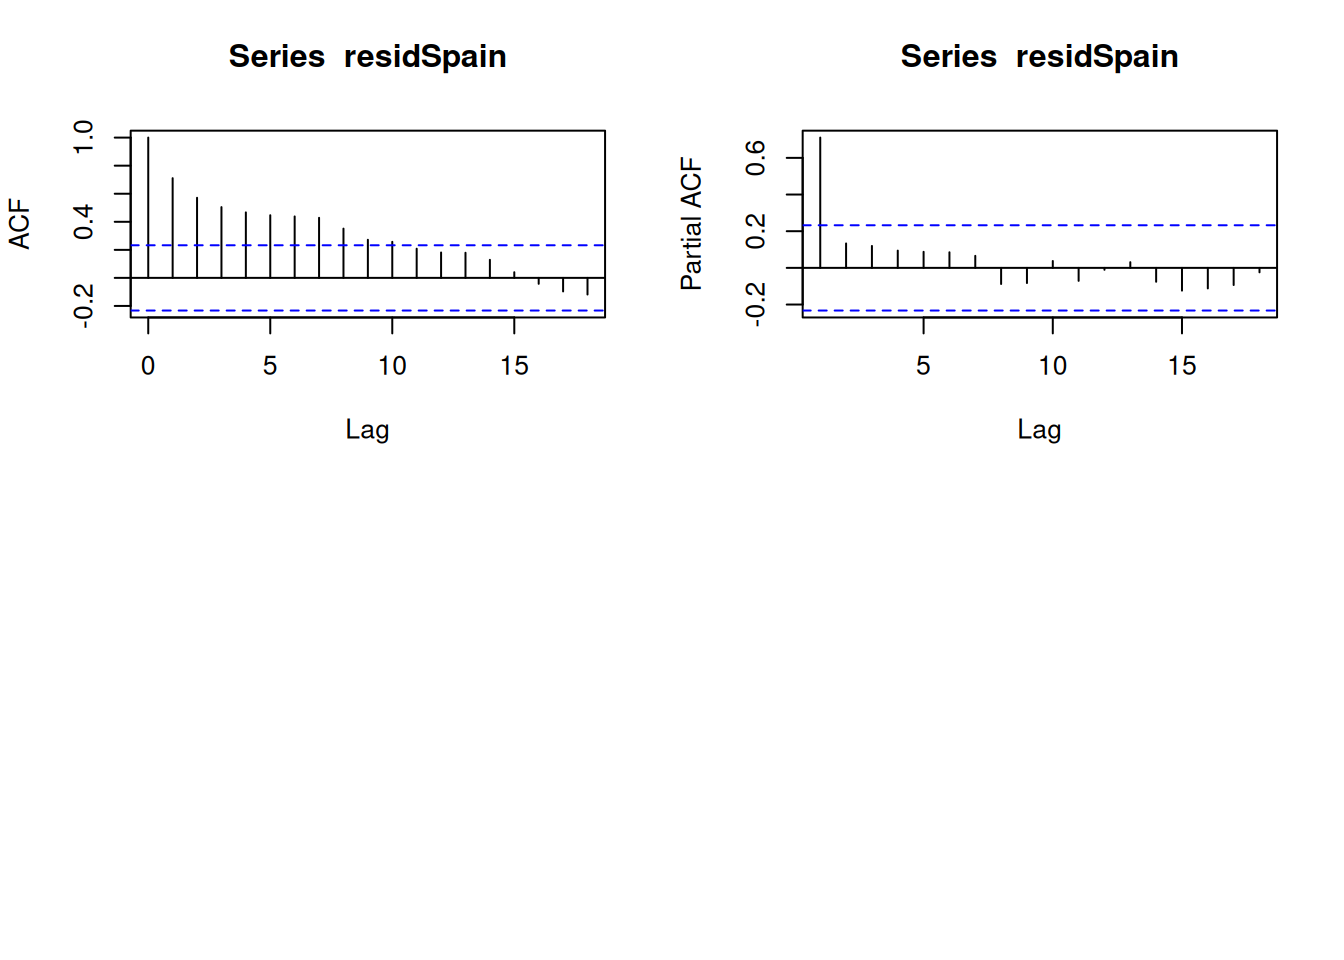 Series  residSpain
ACF
1.0
0.4
-0.2
0 5 10 15
Lag
Series  residSpain
Partial ACF
0.6
0.2
-0.2
5 10 15
Lag